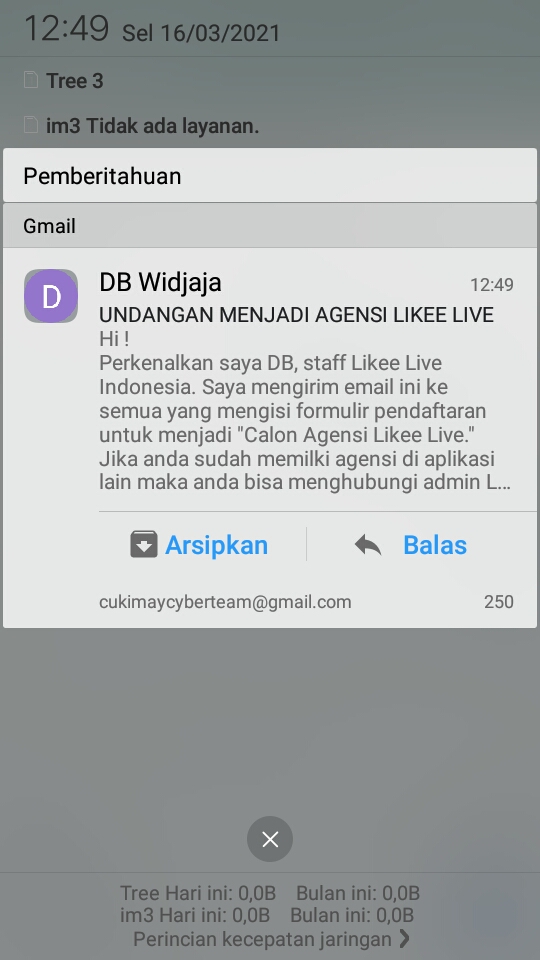 12:49 Sel 16/03/2021
Tree 3
im3 Tidak ada layanan.
Pemberitahuan
Gmail
D
DB Widjaja 12:49
UNDANGAN MENJADI AGENSI LIKEE LIVE
Hi !
Perkenalkan saya DB, staff Likee Live
Indonesia. Saya mengirim email ini ke
semua yang mengisi formulir pendaftaran
untuk menjadi "Calon Agensi Likee Live."
Jika anda sudah memilki agensi di aplikasi
lain maka anda bisa menghubungi admin L...
Arsipkan Balas
cukimaycyberteam@gmail.com 250
Tree Hari ini: 0,0B Bulan ini: 0,0B
im3 Hari ini: 0,0B Bulan ini: 0,0B
Perincian kecepatan jaringan